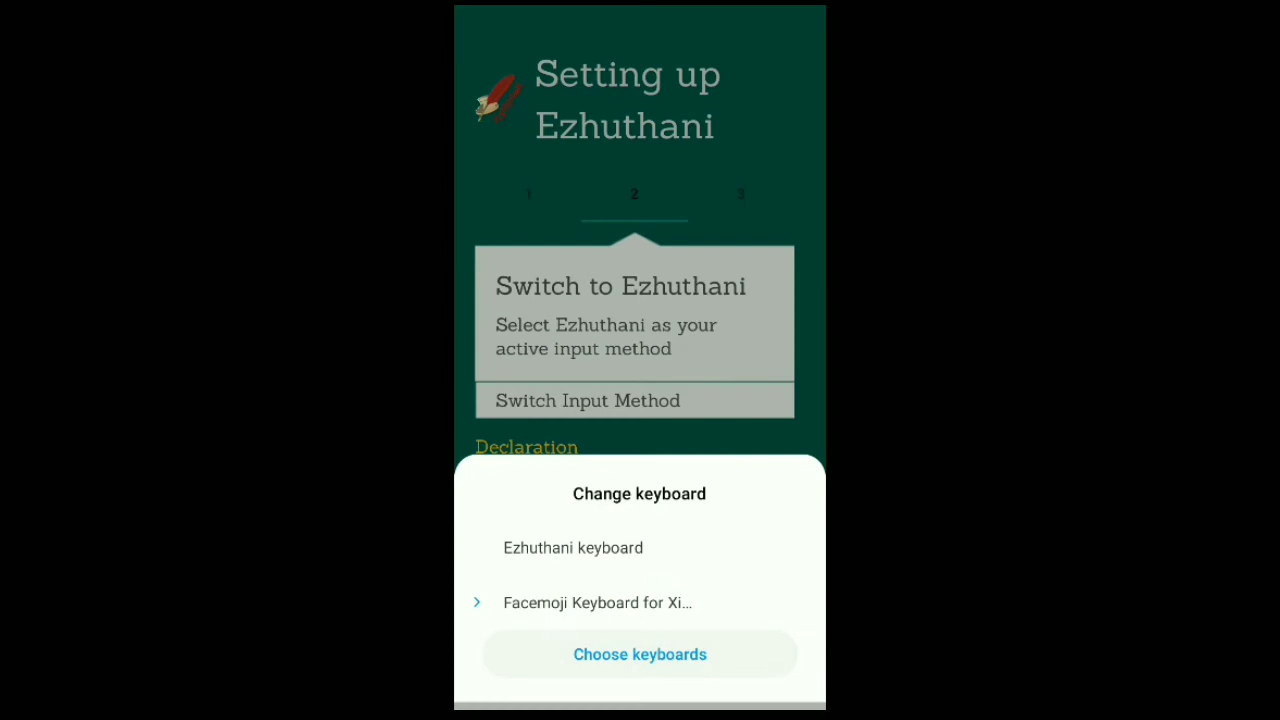 Setting up
Ezhuthani
1 2 3
Switch to Ezhuthani
Select Ezhuthani as your
active input method
Switch Input Method
Declaration
Change keyboard
Ezhuthani keyboard
Facemoji Keyboard for Xi...
Choose keyboards